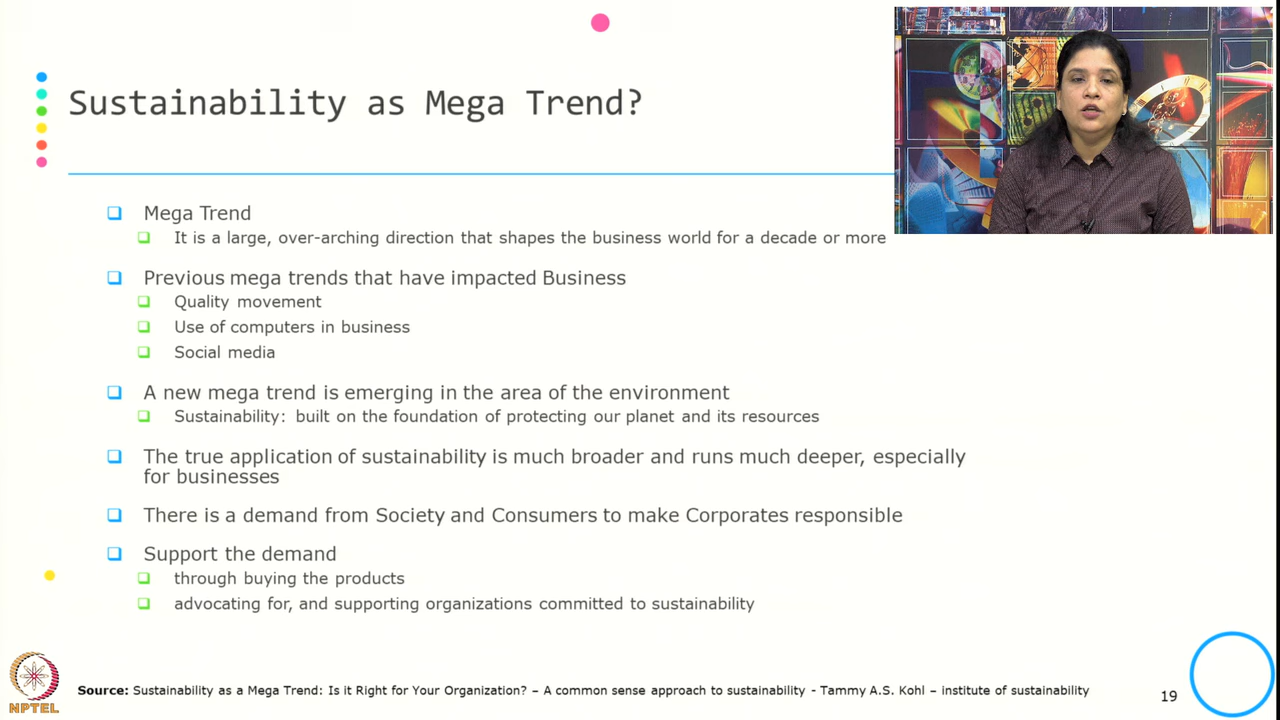 Sustainability as Mega Trend?
Mega Trend
It is a large, over-arching direction that shapes the business world for a decade or more
Previous mega trends that have impacted Business
Quality movement
Use of computers in business
Social media
A new mega trend is emerging in the area of the environment
Sustainability: built on the foundation of protecting our planet and its resources
The true application of sustainability is much broader and runs much deeper, especially
for businesses
There is a demand from Society and Consumers to make Corporates responsible
Support the demand
through buying the products
advocating for, and supporting organizations committed to sustainability
Source: Sustainability as a Mega Trend: Is it Right for Your Organization? – A common sense approach to sustainability - Tammy A.S. Kohl – institute of sustainability
19
NPTEL